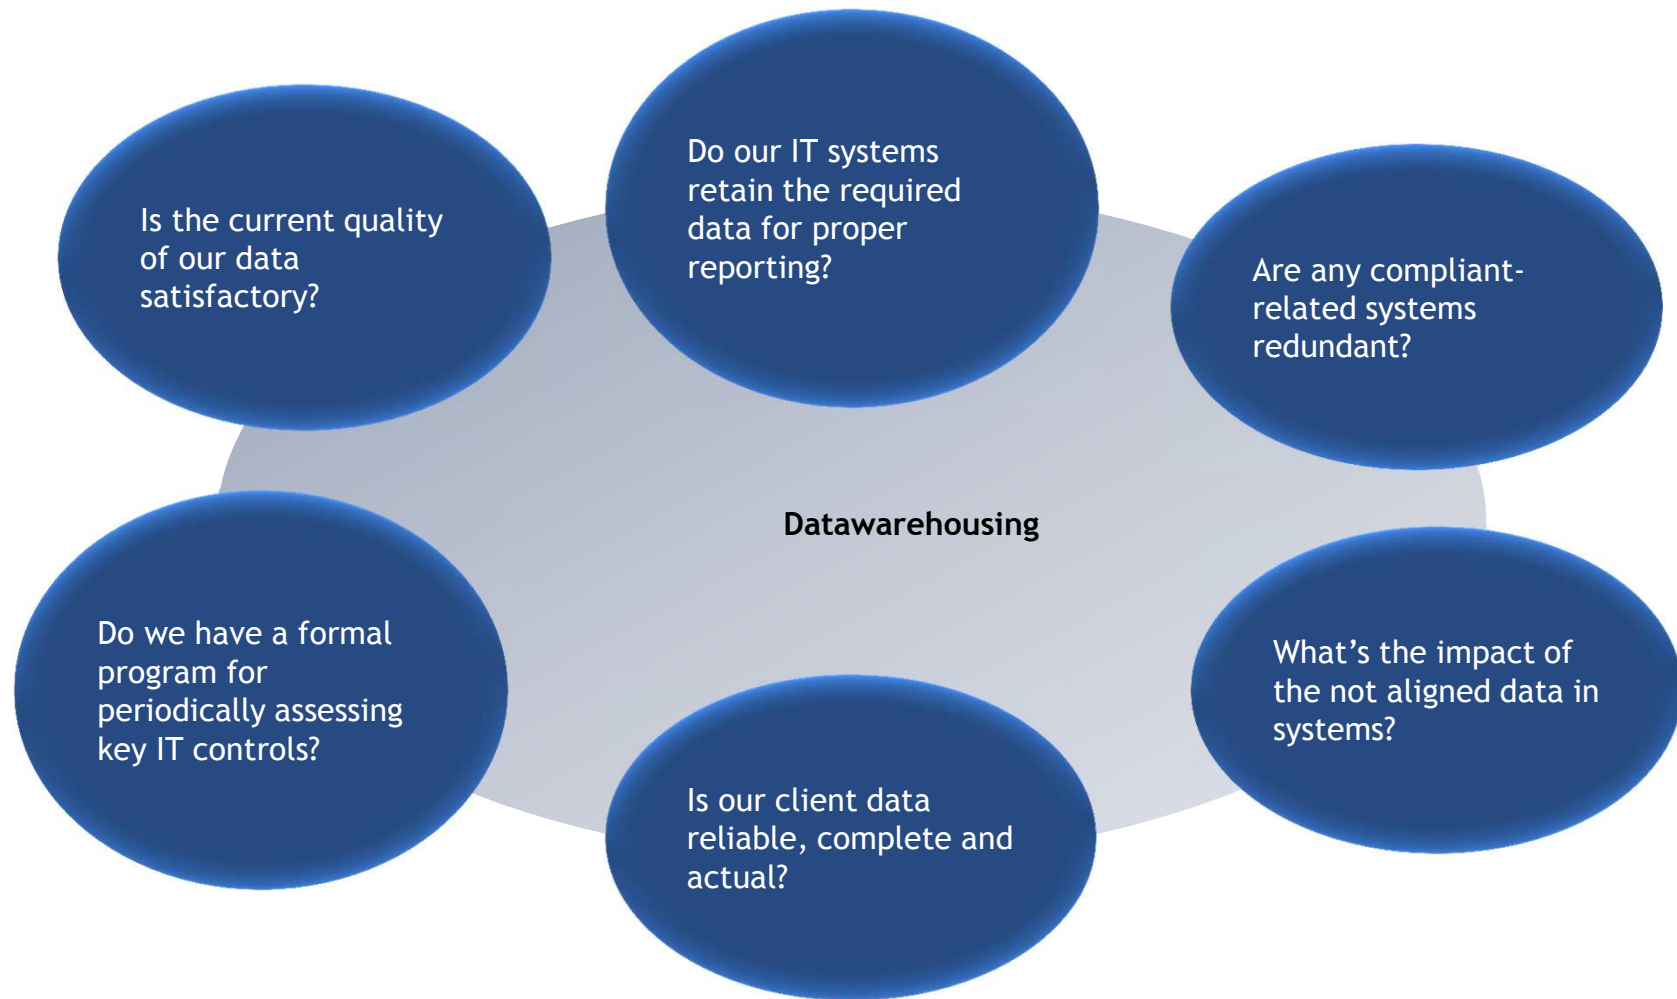 Is the current quality
of our data
satisfactory?
Do our IT systems
retain the required
data for proper
reporting?
Are any compliant-
related systems
redundant?
Datawarehousing
Do we have a formal
program for
periodically assessing
key IT controls?
Is our client data
reliable, complete and
actual?
What’s the impact of
the not aligned data in
systems?